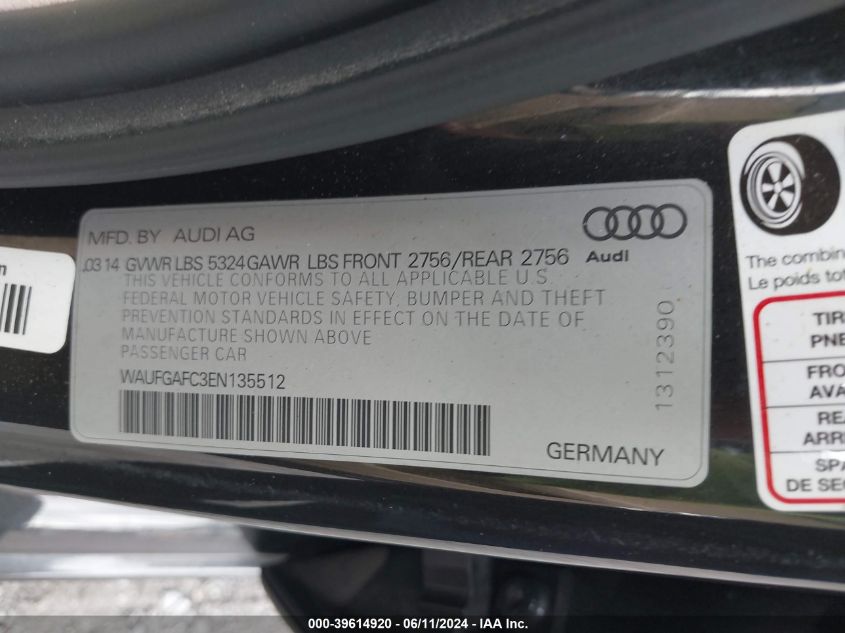 MFD. BY AUDI AG
03 14 GVWR LBS 5324 GAWR LBS FRONT 2756/REAR 2756
THIS VEHICLE CONFORMS TO ALL APPLICABLE U.S.
FEDERAL MOTOR VEHICLE SAFETY, BUMPER AND THEFT
PREVENTION STANDARDS IN EFFECT ON THE DATE OF
MANUFACTURE SHOWN ABOVE
PASSENGER CAR
WAUFGAFC3EN135512
GERMANY
Audi
1312390
The combin
Le poids tot
TIR
PNE
FRO
AVA
REA
ARRI
SPA
DE SEC
000-39614920 - 06/11/2024 - IAA Inc.